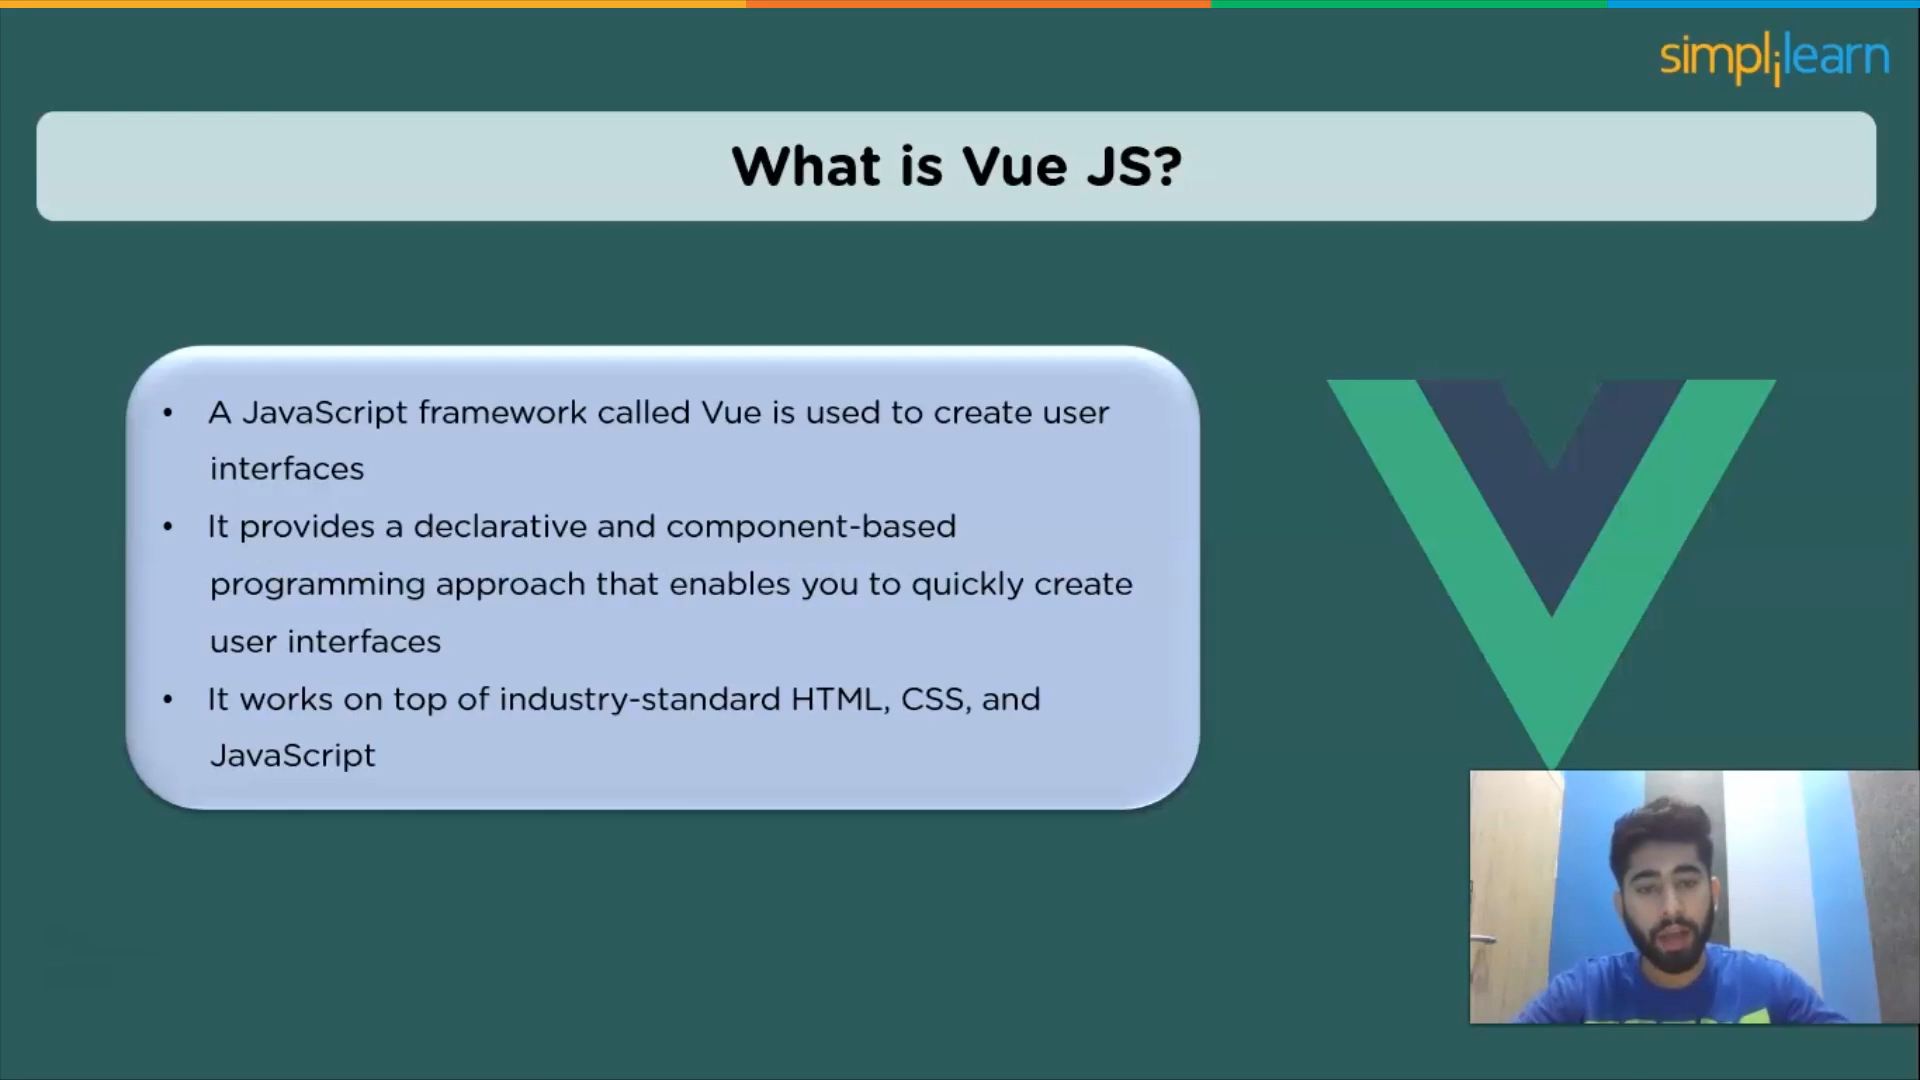 simplilearn
What is Vue JS?
• A JavaScript framework called Vue is used to create user
interfaces
• It provides a declarative and component-based
programming approach that enables you to quickly create
user interfaces
• It works on top of industry-standard HTML, CSS, and
JavaScript